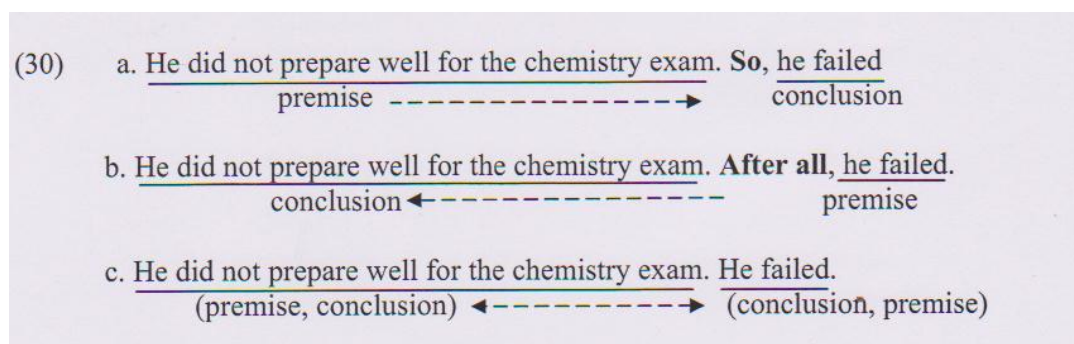 (30) a. He did not prepare well for the chemistry exam. So, he failed
premise conclusion
b. He did not prepare well for the chemistry exam. After all, he failed.
conclusion premise
c. He did not prepare well for the chemistry exam. He failed.
(premise, conclusion) (conclusion, premise)